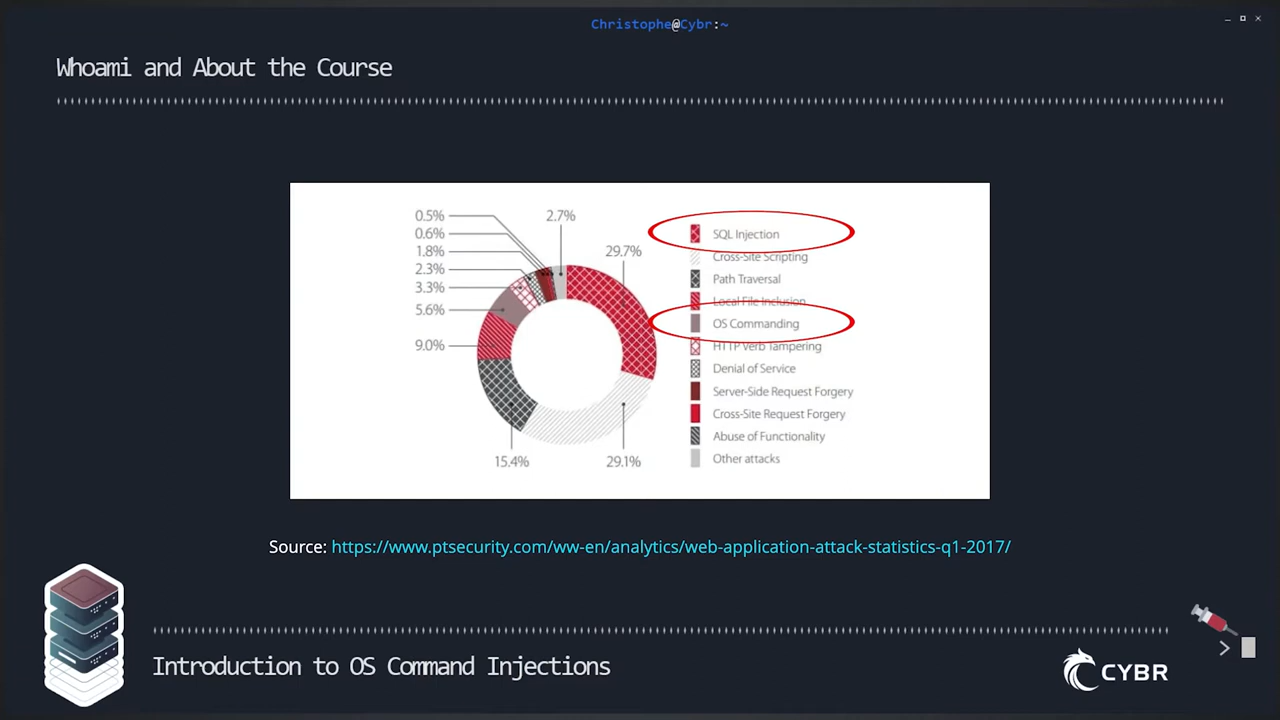 Christophe@Cybr:~
Whoami and About the Course
0.5%
0.6%
1.8%
2.3%
3.3%
5.6%
9.0%
2.7%
29.7%
15.4%
29.1%
SQL Injection
Cross-Site Scripting
Path Traversal
Local File Inclusion
OS Commanding
HTTP Verb Tampering
Denial of Service
Server-Side Request Forgery
Cross-Site Request Forgery
Abuse of Functionality
Other attacks
Source: https://www.ptsecurity.com/ww-en/analytics/web-application-attack-statistics-q1-2017/
Introduction to OS Command Injections
>
CYBR